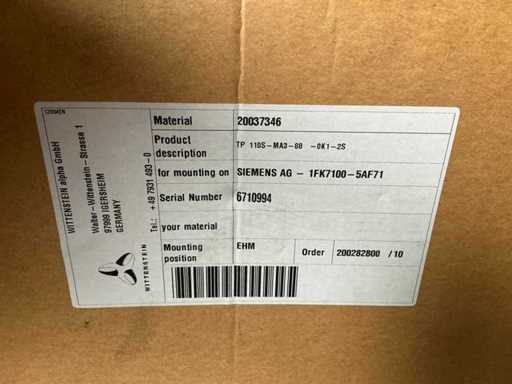 Material 20037346
Product description TP 110S-MA3-88 -0K1-2S
for mounting on SIEMENS AG - 1FK7100-5AF71
Serial Number 6710994
your material
Mounting position EHM Order 200282800 /10
WITTENSTEIN alpha GmbH
Walter-Wittenstein-Strasse 1
97999 IGERSHEIM
GERMANY
Tel.: +49 7931 493-0
WITTENSTEIN